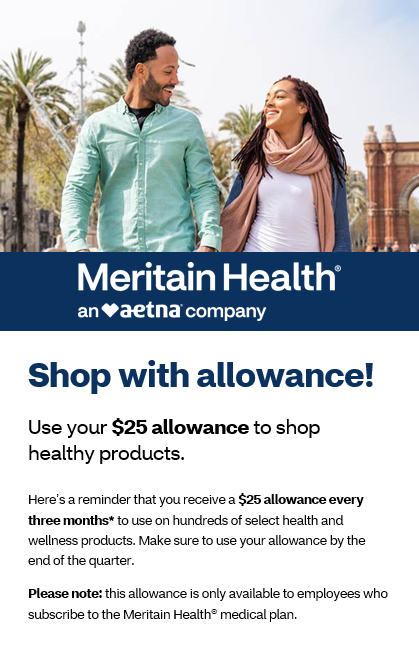 Meritain Health®
an aetna® company
Shop with allowance!
Use your $25 allowance to shop
healthy products.
Here's a reminder that you receive a $25 allowance every
three months* to use on hundreds of select health and
wellness products. Make sure to use your allowance by the
end of the quarter.
Please note: this allowance is only available to employees who
subscribe to the Meritain Health® medical plan.